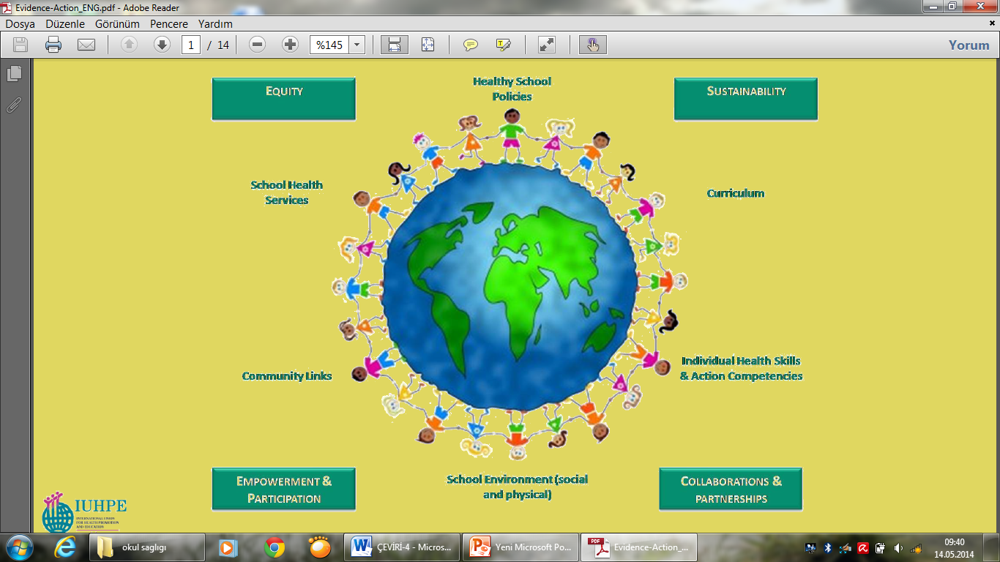 Evidence-Action_ENG.pdf - Adobe Reader
Dosya Düzenle Görünüm Pencere Yardım
1 / 14 %145 Yorum
EQUITY
Healthy School
Policies
SUSTAINABILITY
School Health
Services
Curriculum
Community Links
Individual Health Skills
& Action Competencies
EMPOWERMENT &
PARTICIPATION
School Environment (social
and physical)
COLLABORATIONS &
PARTNERSHIPS
IUHPE
INTERNATIONAL UNION
FOR HEALTH PROMOTION
AND EDUCATION
okul saglıgı
ÇEVİRİ-4 - Micros...
Yeni Microsoft Po...
PDF
Evidence-Action_...
09:40
14.05.2014